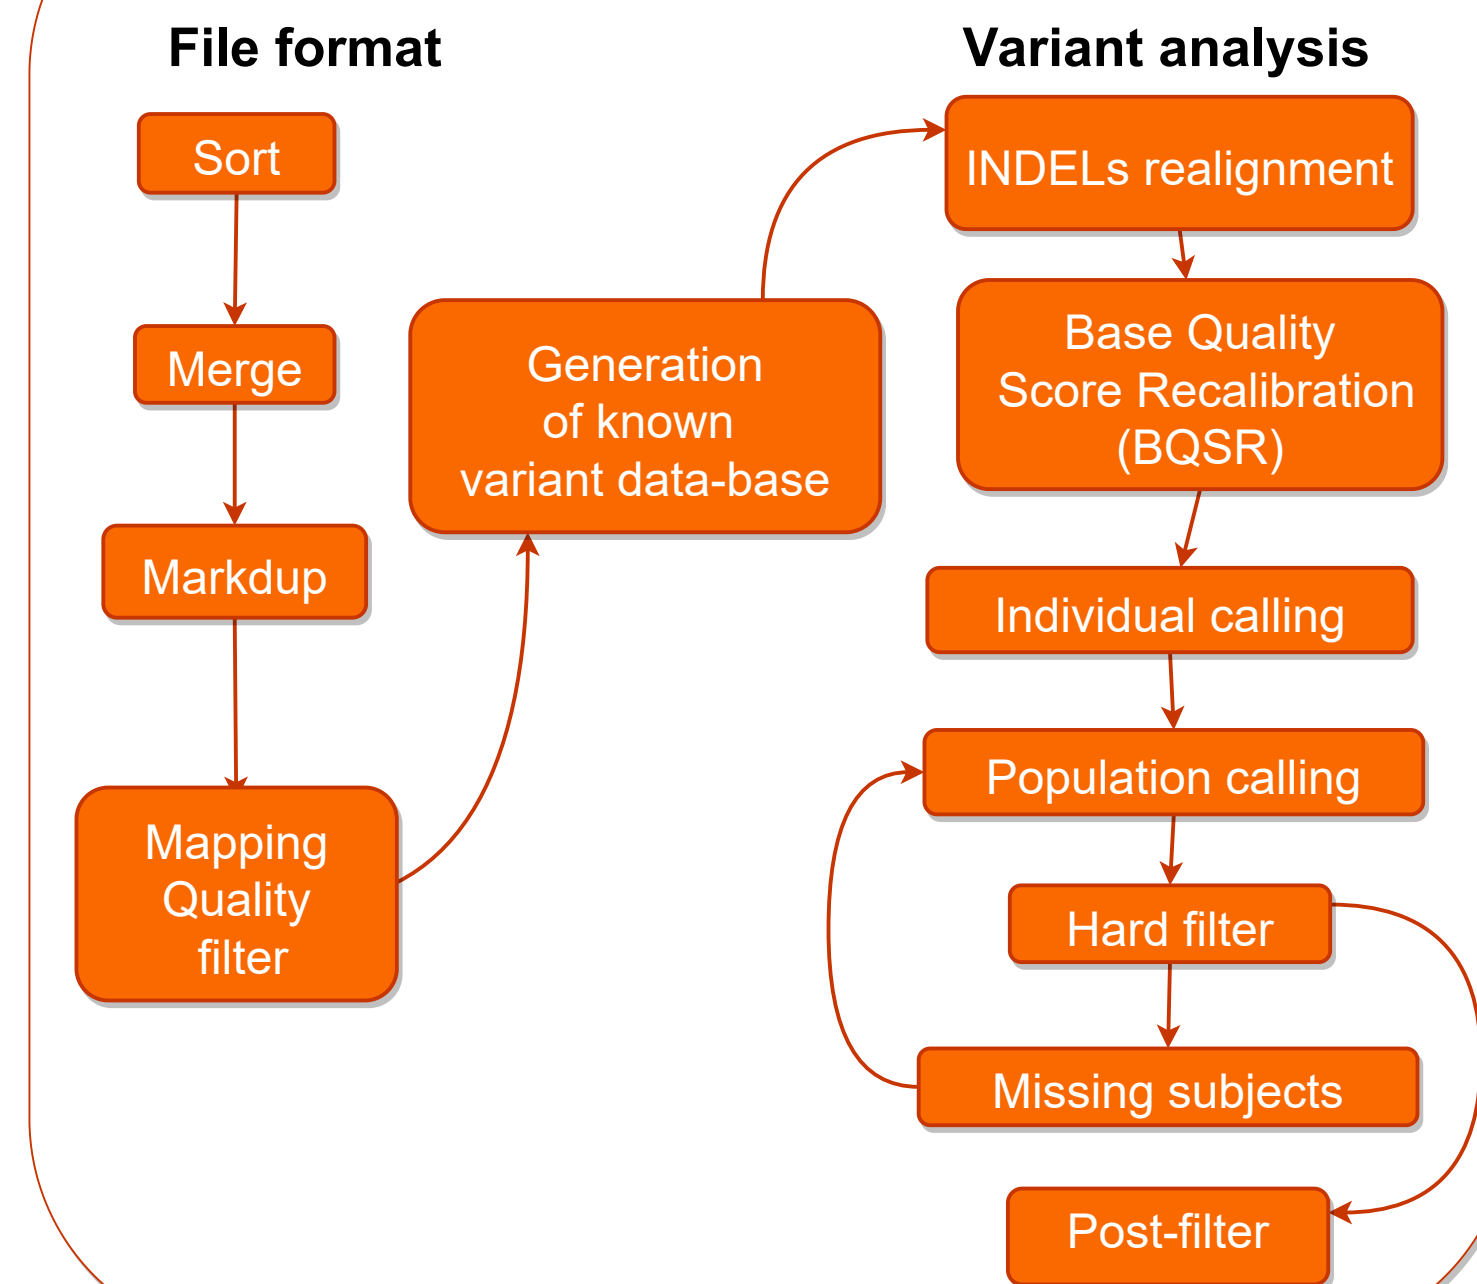 File format
Sort
Merge
Markdup
Mapping
Quality
filter
Generation
of known
variant data-base
Variant analysis
INDELs realignment
Base Quality
Score Recalibration
(BQSR)
Individual calling
Population calling
Hard filter
Missing subjects
Post-filter